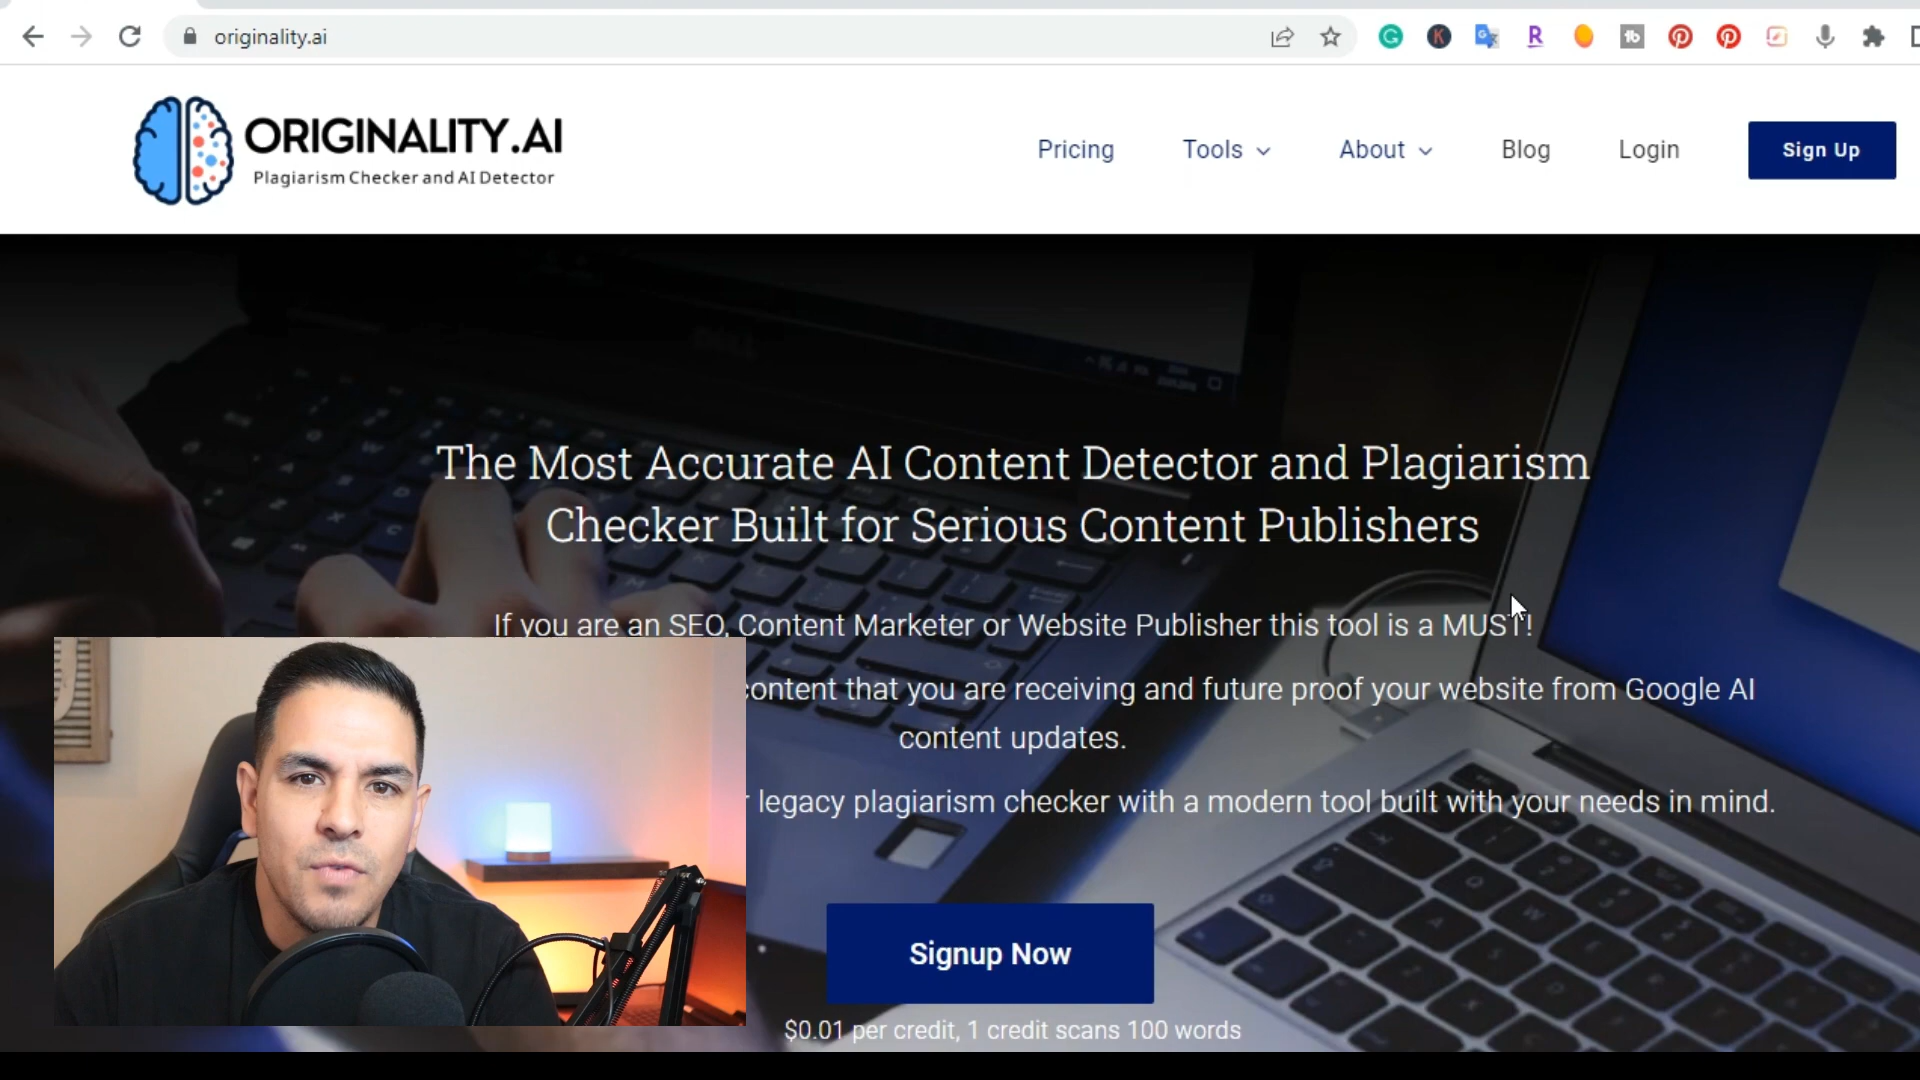 originality.ai
ORIGINALITY.AI
Plagiarism Checker and AI Detector
Pricing
Tools
About
Blog
Login
Sign Up
The Most Accurate AI Content Detector and Plagiarism
Checker Built for Serious Content Publishers
If you are an SEO, Content Marketer or Website Publisher this tool is a MUST!
content that you are receiving and future proof your website from Google AI
content updates.
legacy plagiarism checker with a modern tool built with your needs in mind.
Signup Now
$0.01 per credit, 1 credit scans 100 words